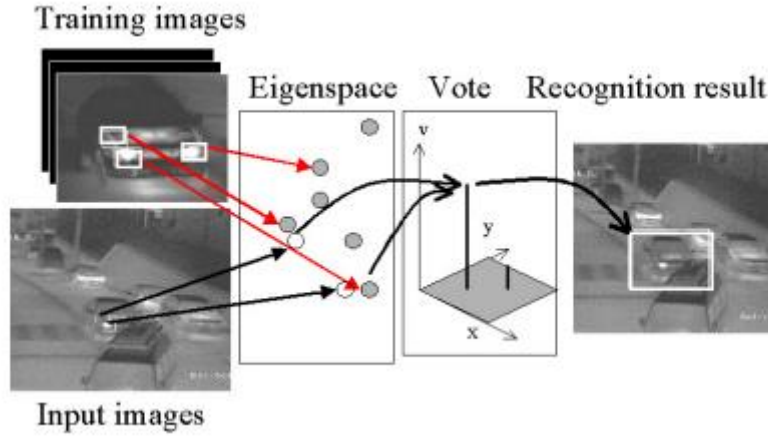 Training images
Eigenspace
Vote
Recognition result
v
y
x
Input images